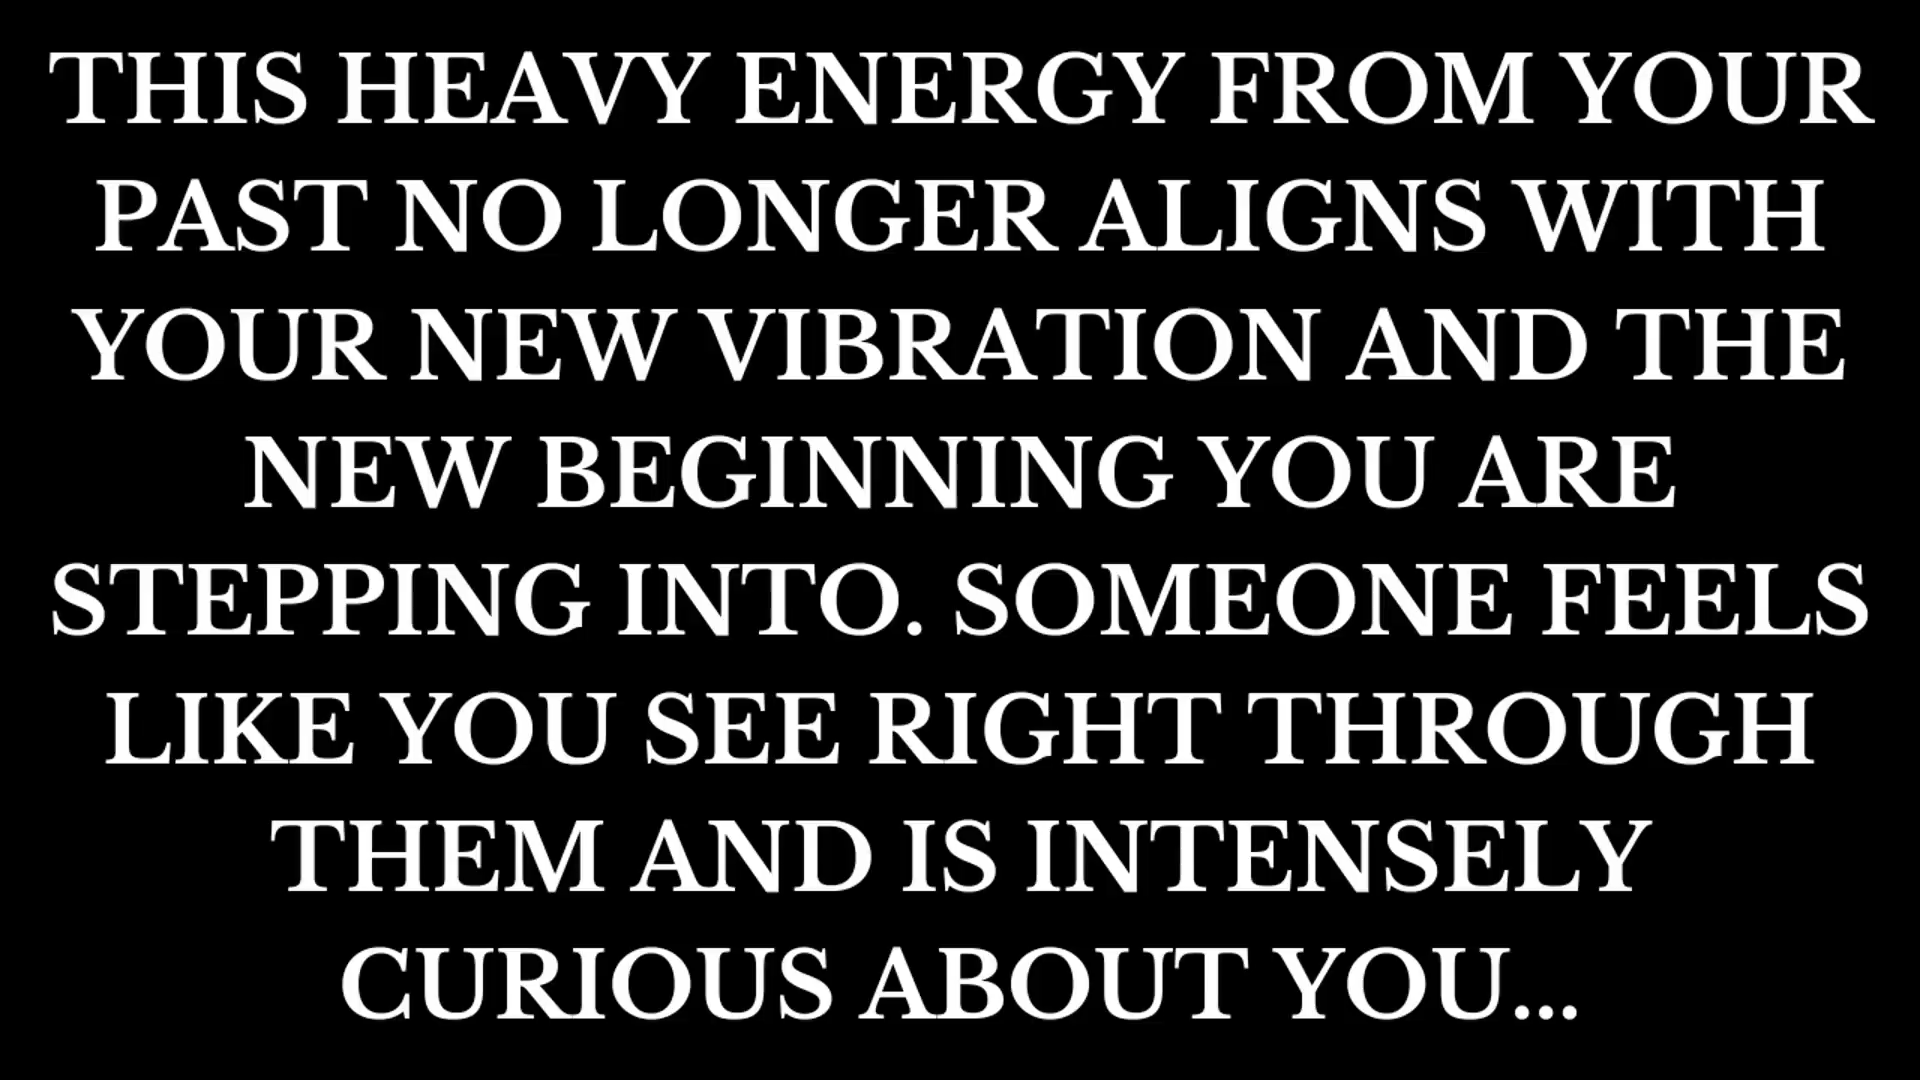 THIS HEAVY ENERGY FROM YOUR
PAST NO LONGER ALIGNS WITH
YOUR NEW VIBRATION AND THE
NEW BEGINNING YOU ARE
STEPPING INTO. SOMEONE FEELS
LIKE YOU SEE RIGHT THROUGH
THEM AND IS INTENSELY
CURIOUS ABOUT YOU...